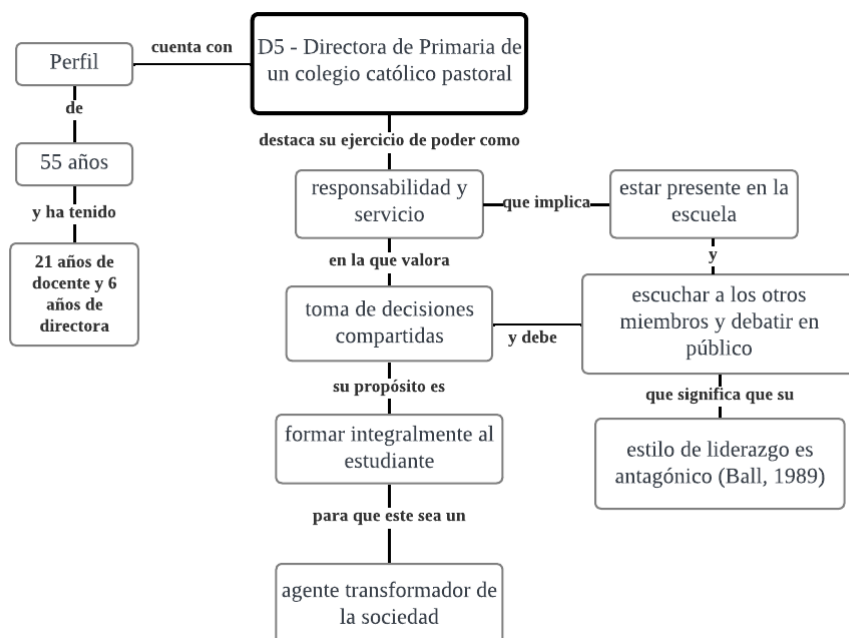 cuenta con
D5 - Directora de Primaria de
un colegio católico pastoral
Perfil
de
55 años
y ha tenido
21 años de
docente y 6
años de
directora
destaca su ejercicio de poder como
responsabilidad y
servicio
que implica
estar presente en la
escuela
y
en la que valora
toma de decisiones
compartidas
y debe
escuchar a los otros
miembros y debatir en
público
su propósito es
formar integralmente al
estudiante
que significa que su
estilo de liderazgo es
antagónico (Ball, 1989)
para que este sea un
agente transformador de
la sociedad